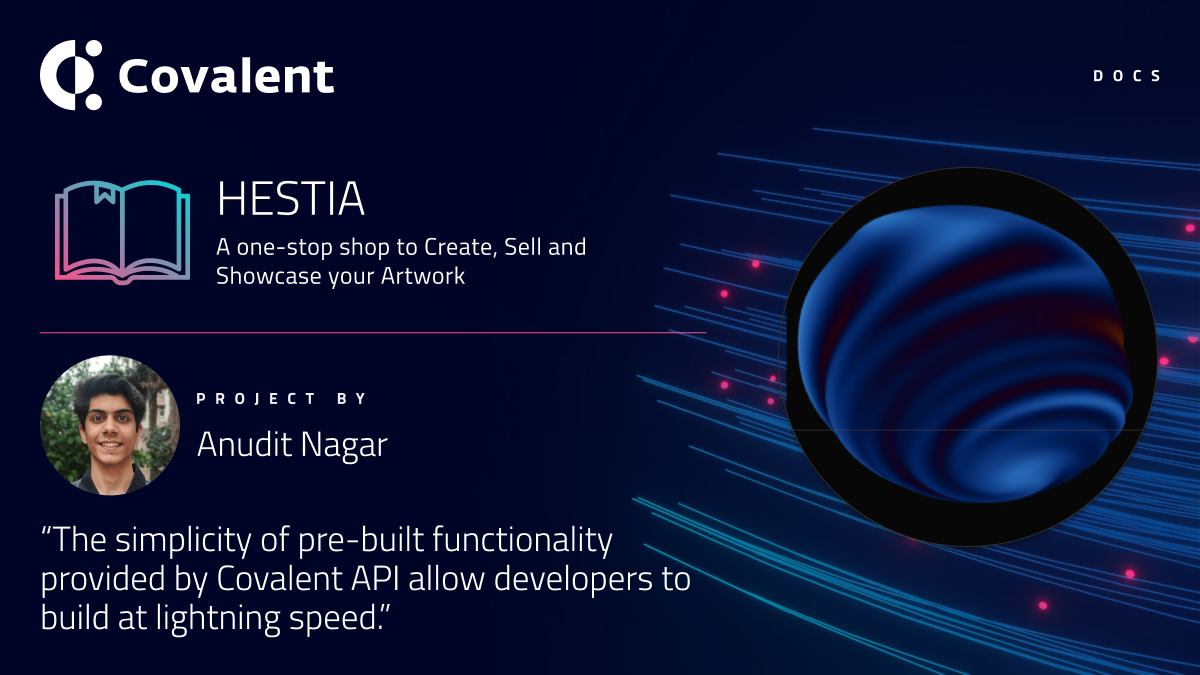 Covalent
DOCS
HESTIA
A one-stop shop to Create, Sell and
Showcase your Artwork
PROJECT BY
Anudit Nagar
“The simplicity of pre-built functionality
provided by Covalent API allow developers to
build at lightning speed.”